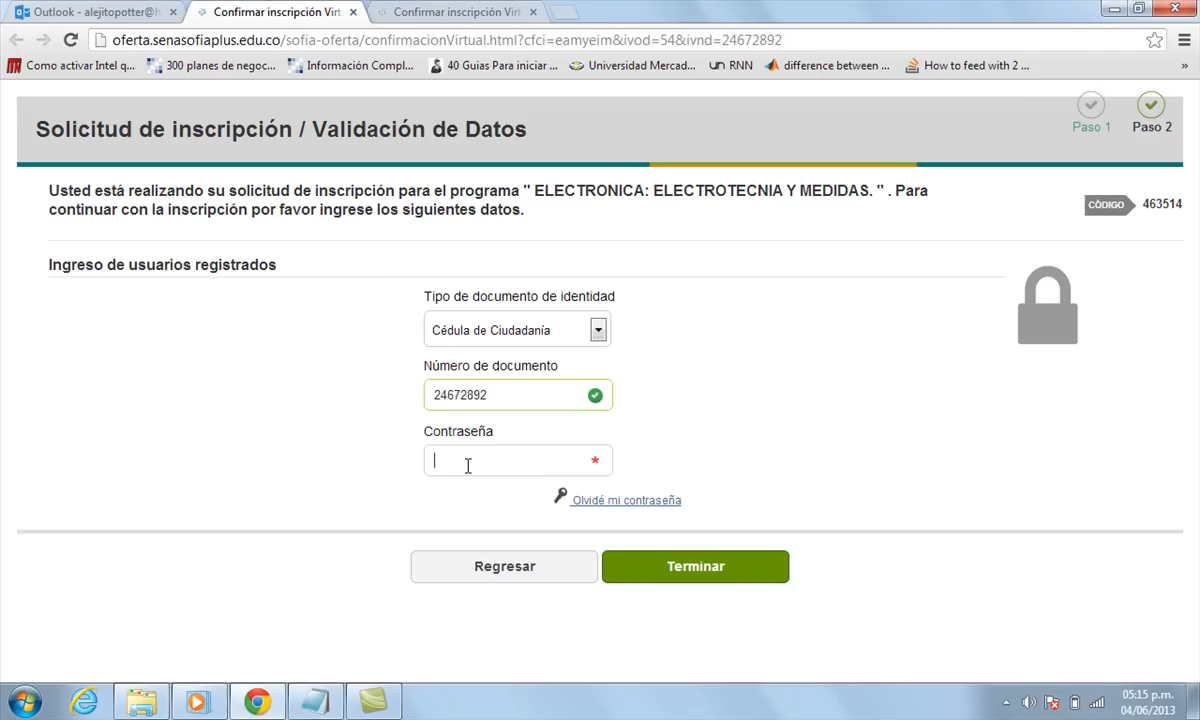 Outlook - alejitopotter@
Confirmar inscripción Virt
Confirmar inscripción Virt
oferta.senasofiaplus.edu.co/sofia-oferta/confirmacionVirtual.html?cfci=eamyeim&ivod=54&ivnd=24672892
Como activar Intel q...
300 planes de negoc...
Información Compl...
40 Guias Para iniciar ...
Universidad Mercad...
RNN
difference between ...
How to feed with 2 ...
»
Solicitud de inscripción / Validación de Datos
Paso 1
Paso 2
Usted está realizando su solicitud de inscripción para el programa " ELECTRONICA: ELECTROTECNIA Y MEDIDAS. " . Para
continuar con la inscripción por favor ingrese los siguientes datos.
CÓDIGO 463514
Ingreso de usuarios registrados
Tipo de documento de identidad
Cédula de Ciudadanía
Número de documento
24672892
Contraseña
*
Olvidé mi contraseña
Regresar
Terminar
05:15 p.m.
04/06/2013